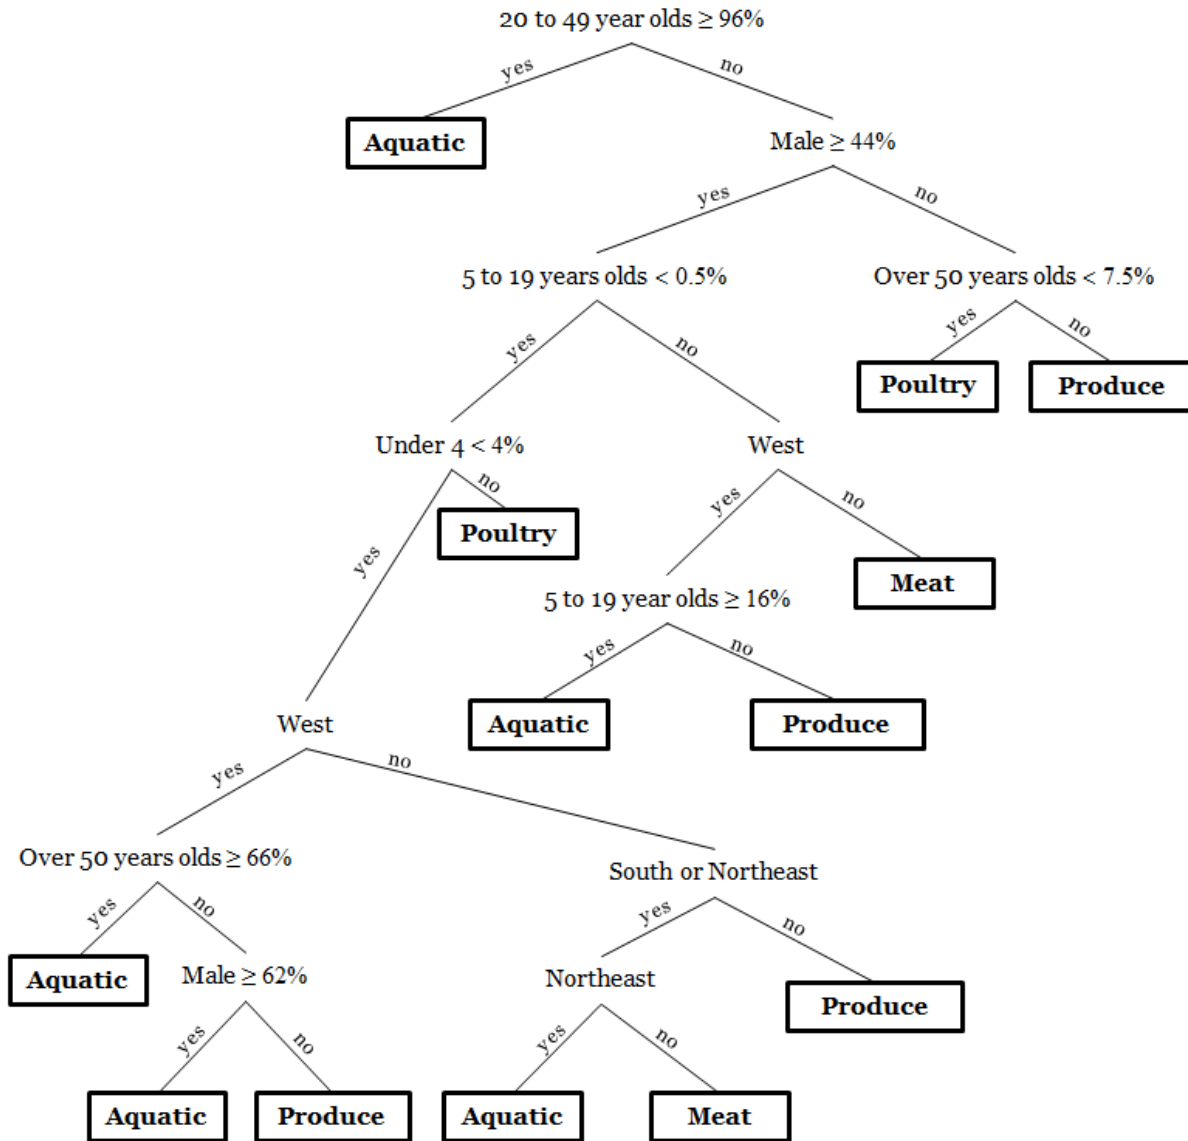 20 to 49 year olds ≥ 96%
yes
no
Aquatic
Male ≥ 44%
yes
no
5 to 19 years olds < 0.5%
Over 50 years olds < 7.5%
yes
no
yes
no
Poultry
Produce
Under 4 < 4%
West
no
yes
no
Poultry
yes
Meat
5 to 19 year olds ≥ 16%
yes
no
Aquatic
Produce
West
yes
no
Over 50 years olds ≥ 66%
South or Northeast
yes
no
yes
no
Aquatic
Male ≥ 62%
Northeast
Produce
yes
no
yes
no
Aquatic
Produce
Aquatic
Meat